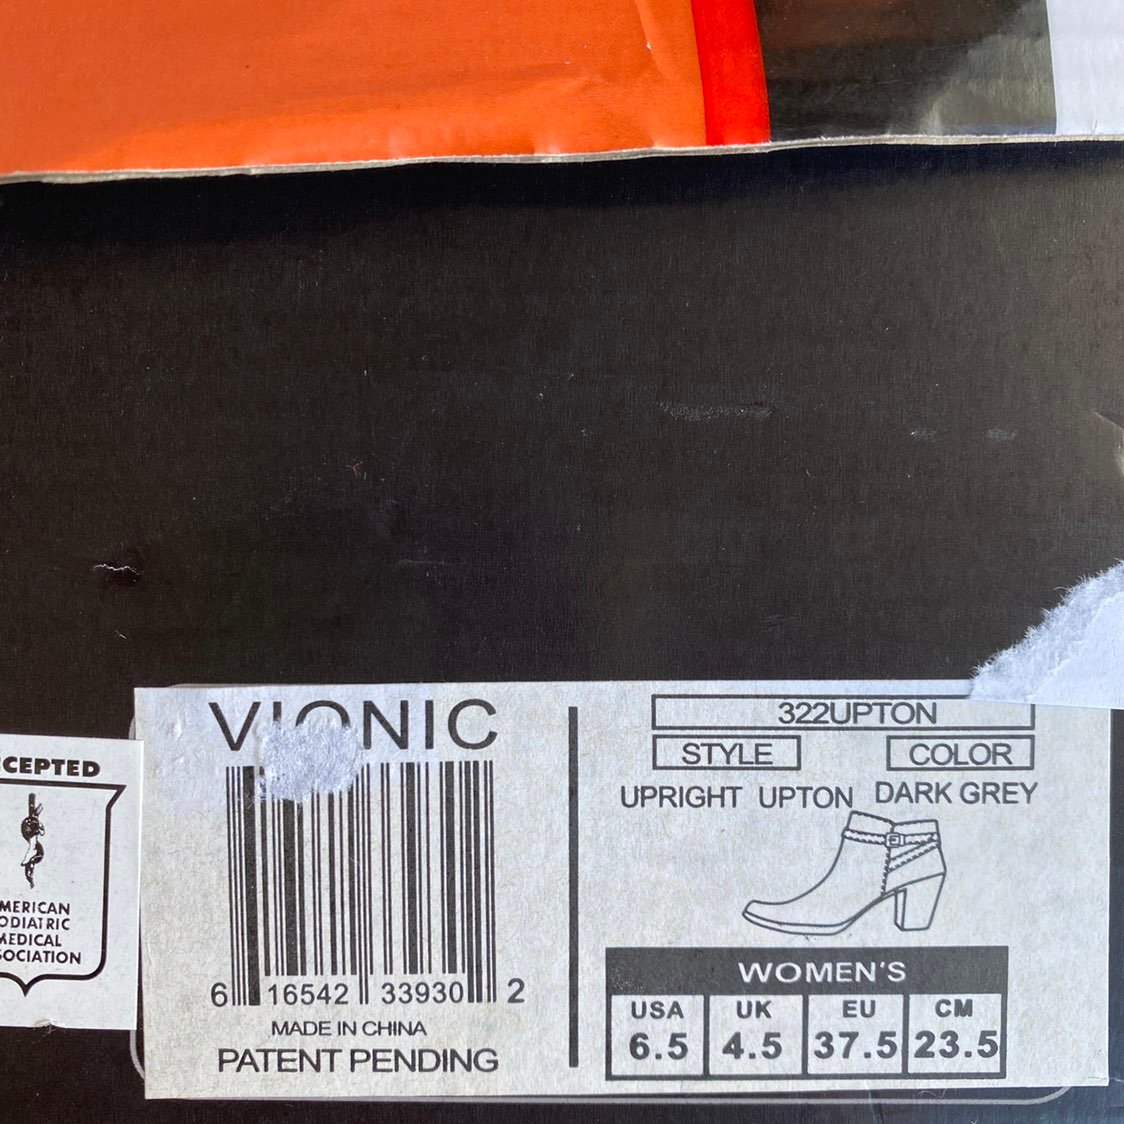 VIONIC
6 16542 33930 2
MADE IN CHINA
PATENT PENDING
322UPTON
STYLE COLOR
UPRIGHT UPTON DARK GREY
WOMEN'S
USA UK EU CM
6.5 4.5 37.5 23.5
CEPTED
MERICAN
ODIATRIC
MEDICAL
SOCIATION